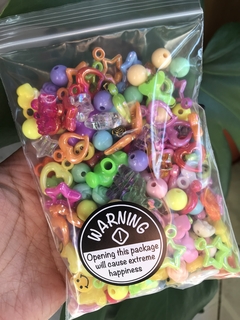 WARNING
Opening this package
will cause extreme
happiness